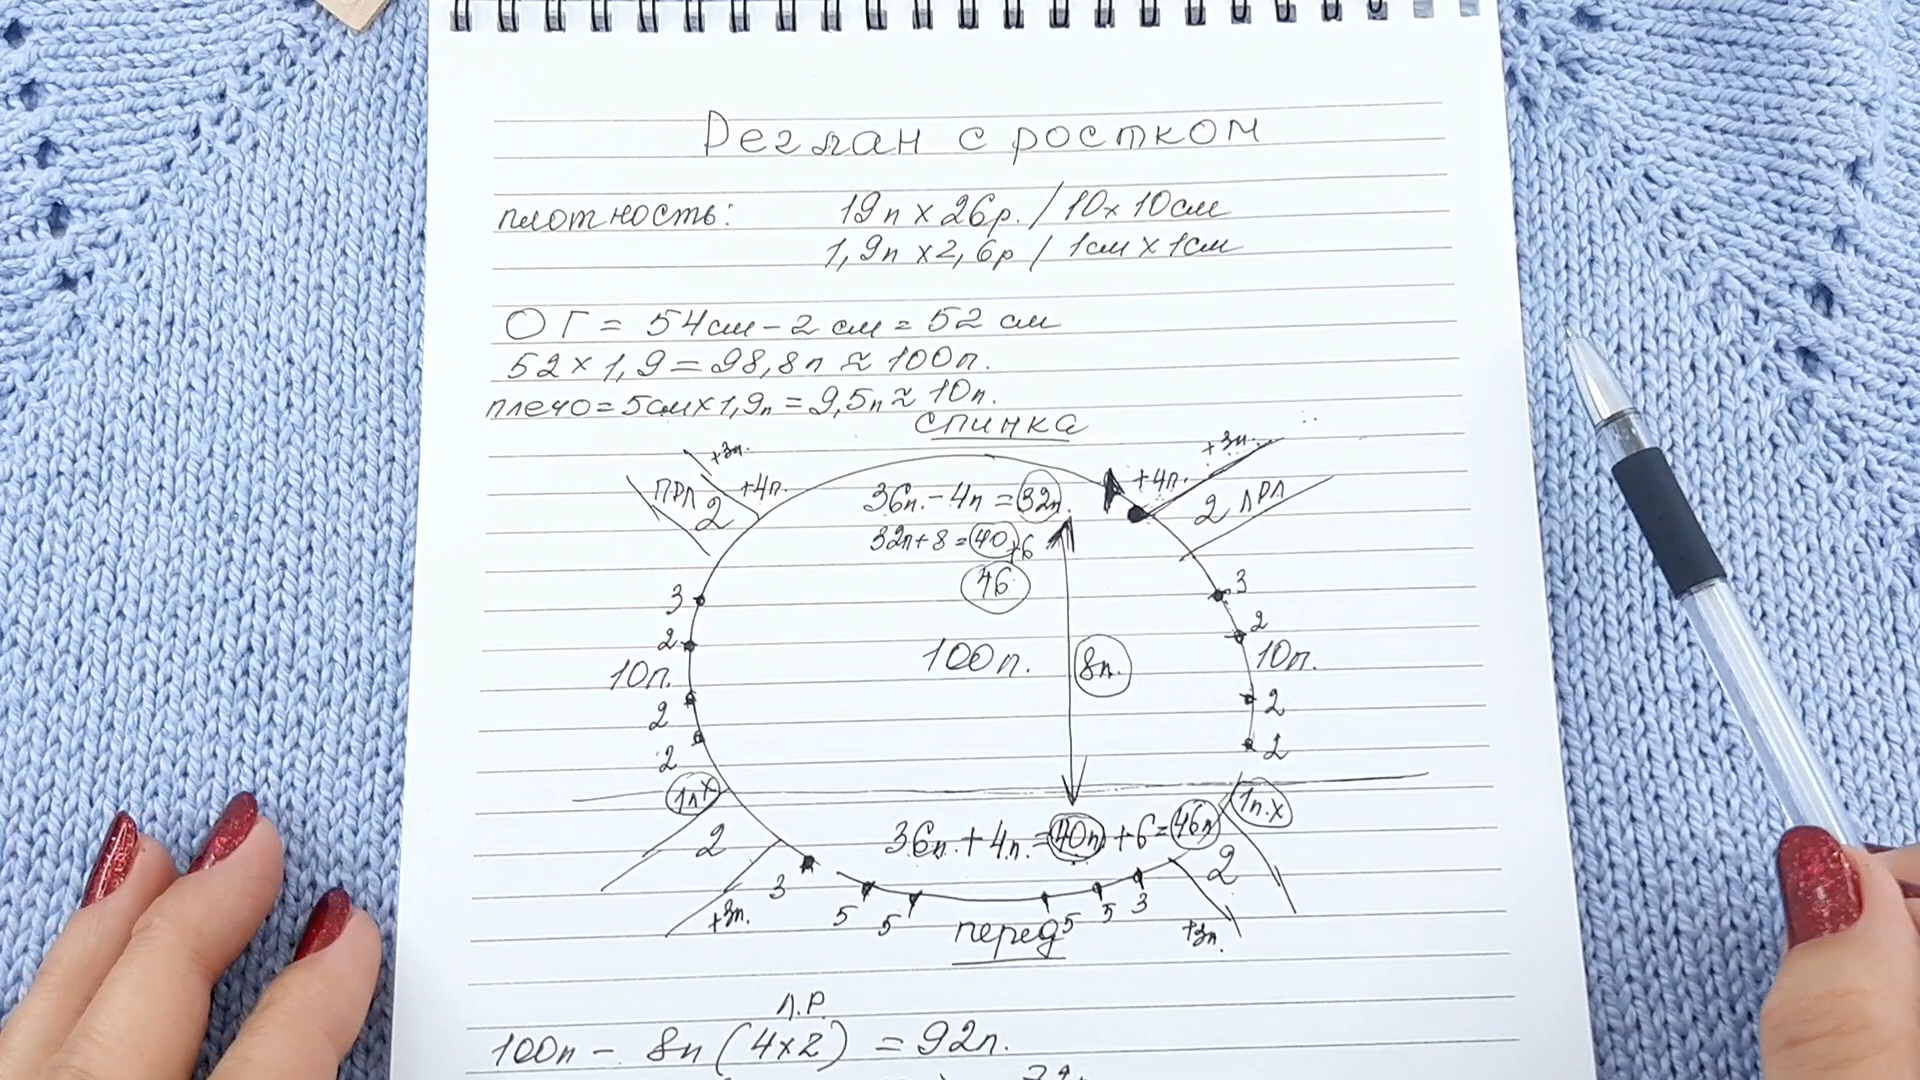 Реглан с ростком
плотность: 19п х 26р. / 10х10см
1,9п х 2,6р / 1см х 1см
ОГ = 54см – 2 см = 52 см
52 х 1,9 = 98,8п ≈ 100п.
плечо = 5см х 1,9п = 9,5п ≈ 10п.
спинка
+3п. +3п.
ПРЛ 2 +4п. 36п. – 4п = 32п. +4п. 2 ЛРЛ
32п + 8 = 40 +6
46
3 3
2 2
10п. 100п. 8п. 10п.
2 2
2 2
1п х 1п.х
2 36п. + 4п. = 40п + 6 = 46п 2
3 5 5 5 5 3
+3п. перед +3п.
Л.Р.
100п – 8п (4х2) = 92п.